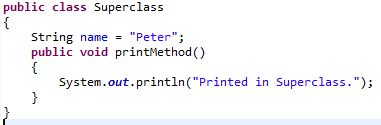 public class Superclass
{
    String name = "Peter";
    public void printMethod()
    {
        System.out.println("Printed in Superclass.");
    }
}